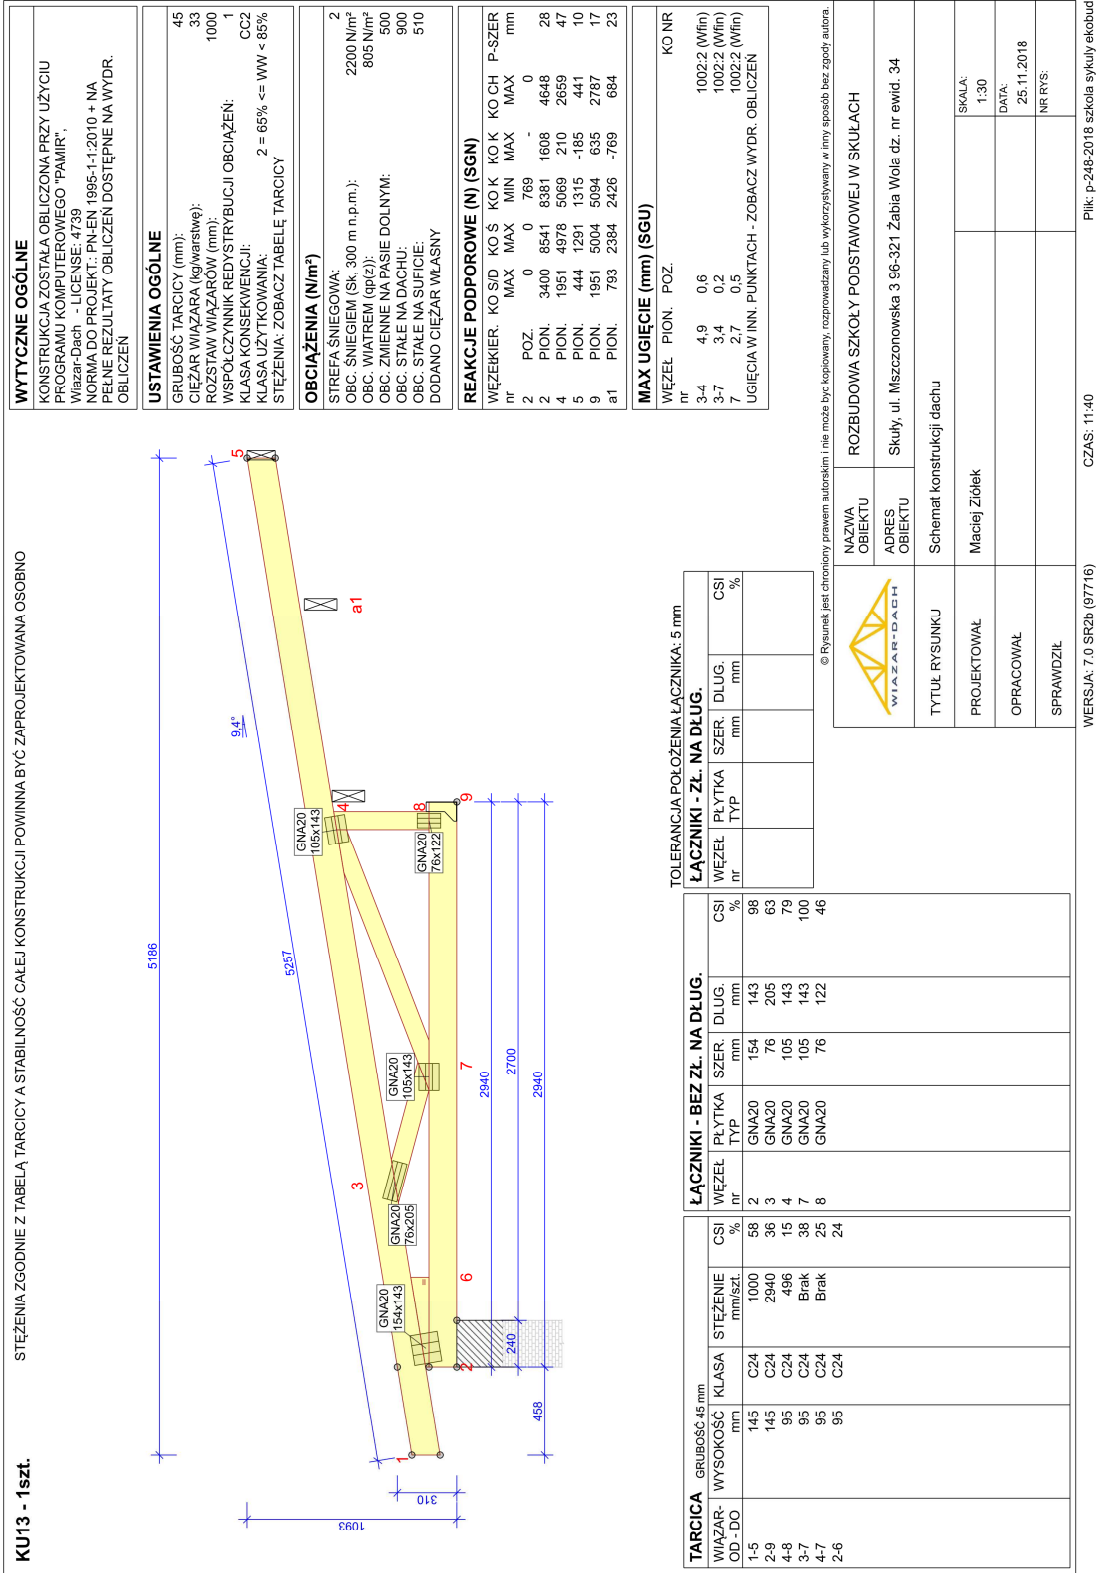 KU13 - 1szt.
STĘŻENIA ZGODNIE Z TABELĄ TARCICY A STABILNOŚĆ CAŁEJ KONSTRUKCJI POWINNA BYĆ ZAPROJEKTOWANA OSOBNO
5186
5257
9,4°
1093
310
458
240
2940
2700
2940
1
2
3
4
5
6
7
8
9
a1
GNA20
154x143
GNA20
76x205
GNA20
105x143
GNA20
105x143
GNA20
76x122
WYTYCZNE OGÓLNE
KONSTRUKCJA ZOSTAŁA OBLICZONA PRZY UŻYCIU
PROGRAMU KOMPUTEROWEGO "PAMIR",
Wiazar-Dach - LICENSE: 4739
NORMA DO PROJEKT.: PN-EN 1995-1-1:2010 + NA
PEŁNE REZULTATY OBLICZEŃ DOSTĘPNE NA WYDR.
OBLICZEŃ
USTAWIENIA OGÓLNE
GRUBOŚĆ TARCICY (mm): 45
CIĘŻAR WIĄZARA (kg/warstwę): 33
ROZSTAW WIĄZARÓW (mm): 1000
WSPÓŁCZYNNIK REDYSTRYBUCJI OBCIĄŻEŃ: 1
KLASA KONSEKWENCJI: CC2
KLASA UŻYTKOWANIA: 2 = 65% <= WW < 85%
STĘŻENIA: ZOBACZ TABELĘ TARCICY
OBCIĄŻENIA (N/m²)
STREFA ŚNIEGOWA: 2
OBC. ŚNIEGIEM (Sk, 300 m n.p.m.): 2200 N/m²
OBC. WIATREM (qp(z)): 805 N/m²
OBC. ZMIENNE NA PASIE DOLNYM: 500
OBC. STAŁE NA DACHU: 900
OBC. STAŁE NA SUFICIE: 510
DODANO CIĘŻAR WŁASNY
REAKCJE PODPOROWE (N) (SGN)
WĘZEŁ KIER. KO S/D KO Ś KO K KO K KO CH P-SZER
nr MAX MAX MIN MAX MAX mm
2 POZ. 0 0 769 - 0
2 PION. 3400 8541 8381 1608 4648 28
4 PION. 1951 4978 5069 210 2659 47
5 PION. 444 1291 1315 -185 441 10
9 PION. 1951 5004 5094 635 2787 17
a1 PION. 793 2384 2426 -769 684 23
MAX UGIĘCIE (mm) (SGU)
WĘZEŁ PION. POZ. KO NR
nr
3-4 4,9 0,6 1002:2 (Wfin)
3-7 3,4 0,2 1002:2 (Wfin)
7 2,7 0,5 1002:2 (Wfin)
UGIĘCIA W INN. PUNKTACH - ZOBACZ WYDR. OBLICZEŃ
TARCICA GRUBOŚĆ 45 mm
WIĄZAR- WYSOKOŚĆ KLASA STĘŻENIE CSI
OD - DO mm mm/szt. %
1-5 145 C24 1000 58
2-9 145 C24 2940 36
4-8 95 C24 496 15
3-7 95 C24 Brak 38
4-7 95 C24 Brak 25
2-6 95 C24 24
ŁĄCZNIKI - BEZ ZŁ. NA DŁUG.
WĘZEŁ PŁYTKA SZER. DLUG. CSI
nr TYP mm mm %
2 GNA20 154 143 98
3 GNA20 76 205 63
4 GNA20 105 143 79
7 GNA20 105 143 100
8 GNA20 76 122 46
TOLERANCJA POŁOŻENIA ŁĄCZNIKA: 5 mm
ŁĄCZNIKI - ZŁ. NA DŁUG.
WĘZEŁ PŁYTKA SZER. DLUG. CSI
nr TYP mm mm %
© Rysunek jest chroniony prawem autorskim i nie może być kopiowany, rozprowadzany lub wykorzystywany w inny sposób bez zgody autora.
WIAZAR-DACH
NAZWA
OBIEKTU
ROZBUDOWA SZKOŁY PODSTAWOWEJ W SKUŁACH
ADRES
OBIEKTU
Skuły, ul. Mszczonowska 3 96-321 Żabia Wola dz. nr ewid. 34
TYTUŁ RYSUNKU
Schemat konstrukcji dachu
PROJEKTOWAŁ
Maciej Ziółek
OPRACOWAŁ
SPRAWDZIŁ
SKALA:
1:30
DATA:
25.11.2018
NR RYS:
WERSJA: 7.0 SR2b (97716)
CZAS: 11:40
Plik: p-248-2018 szkola sykuly ekobud